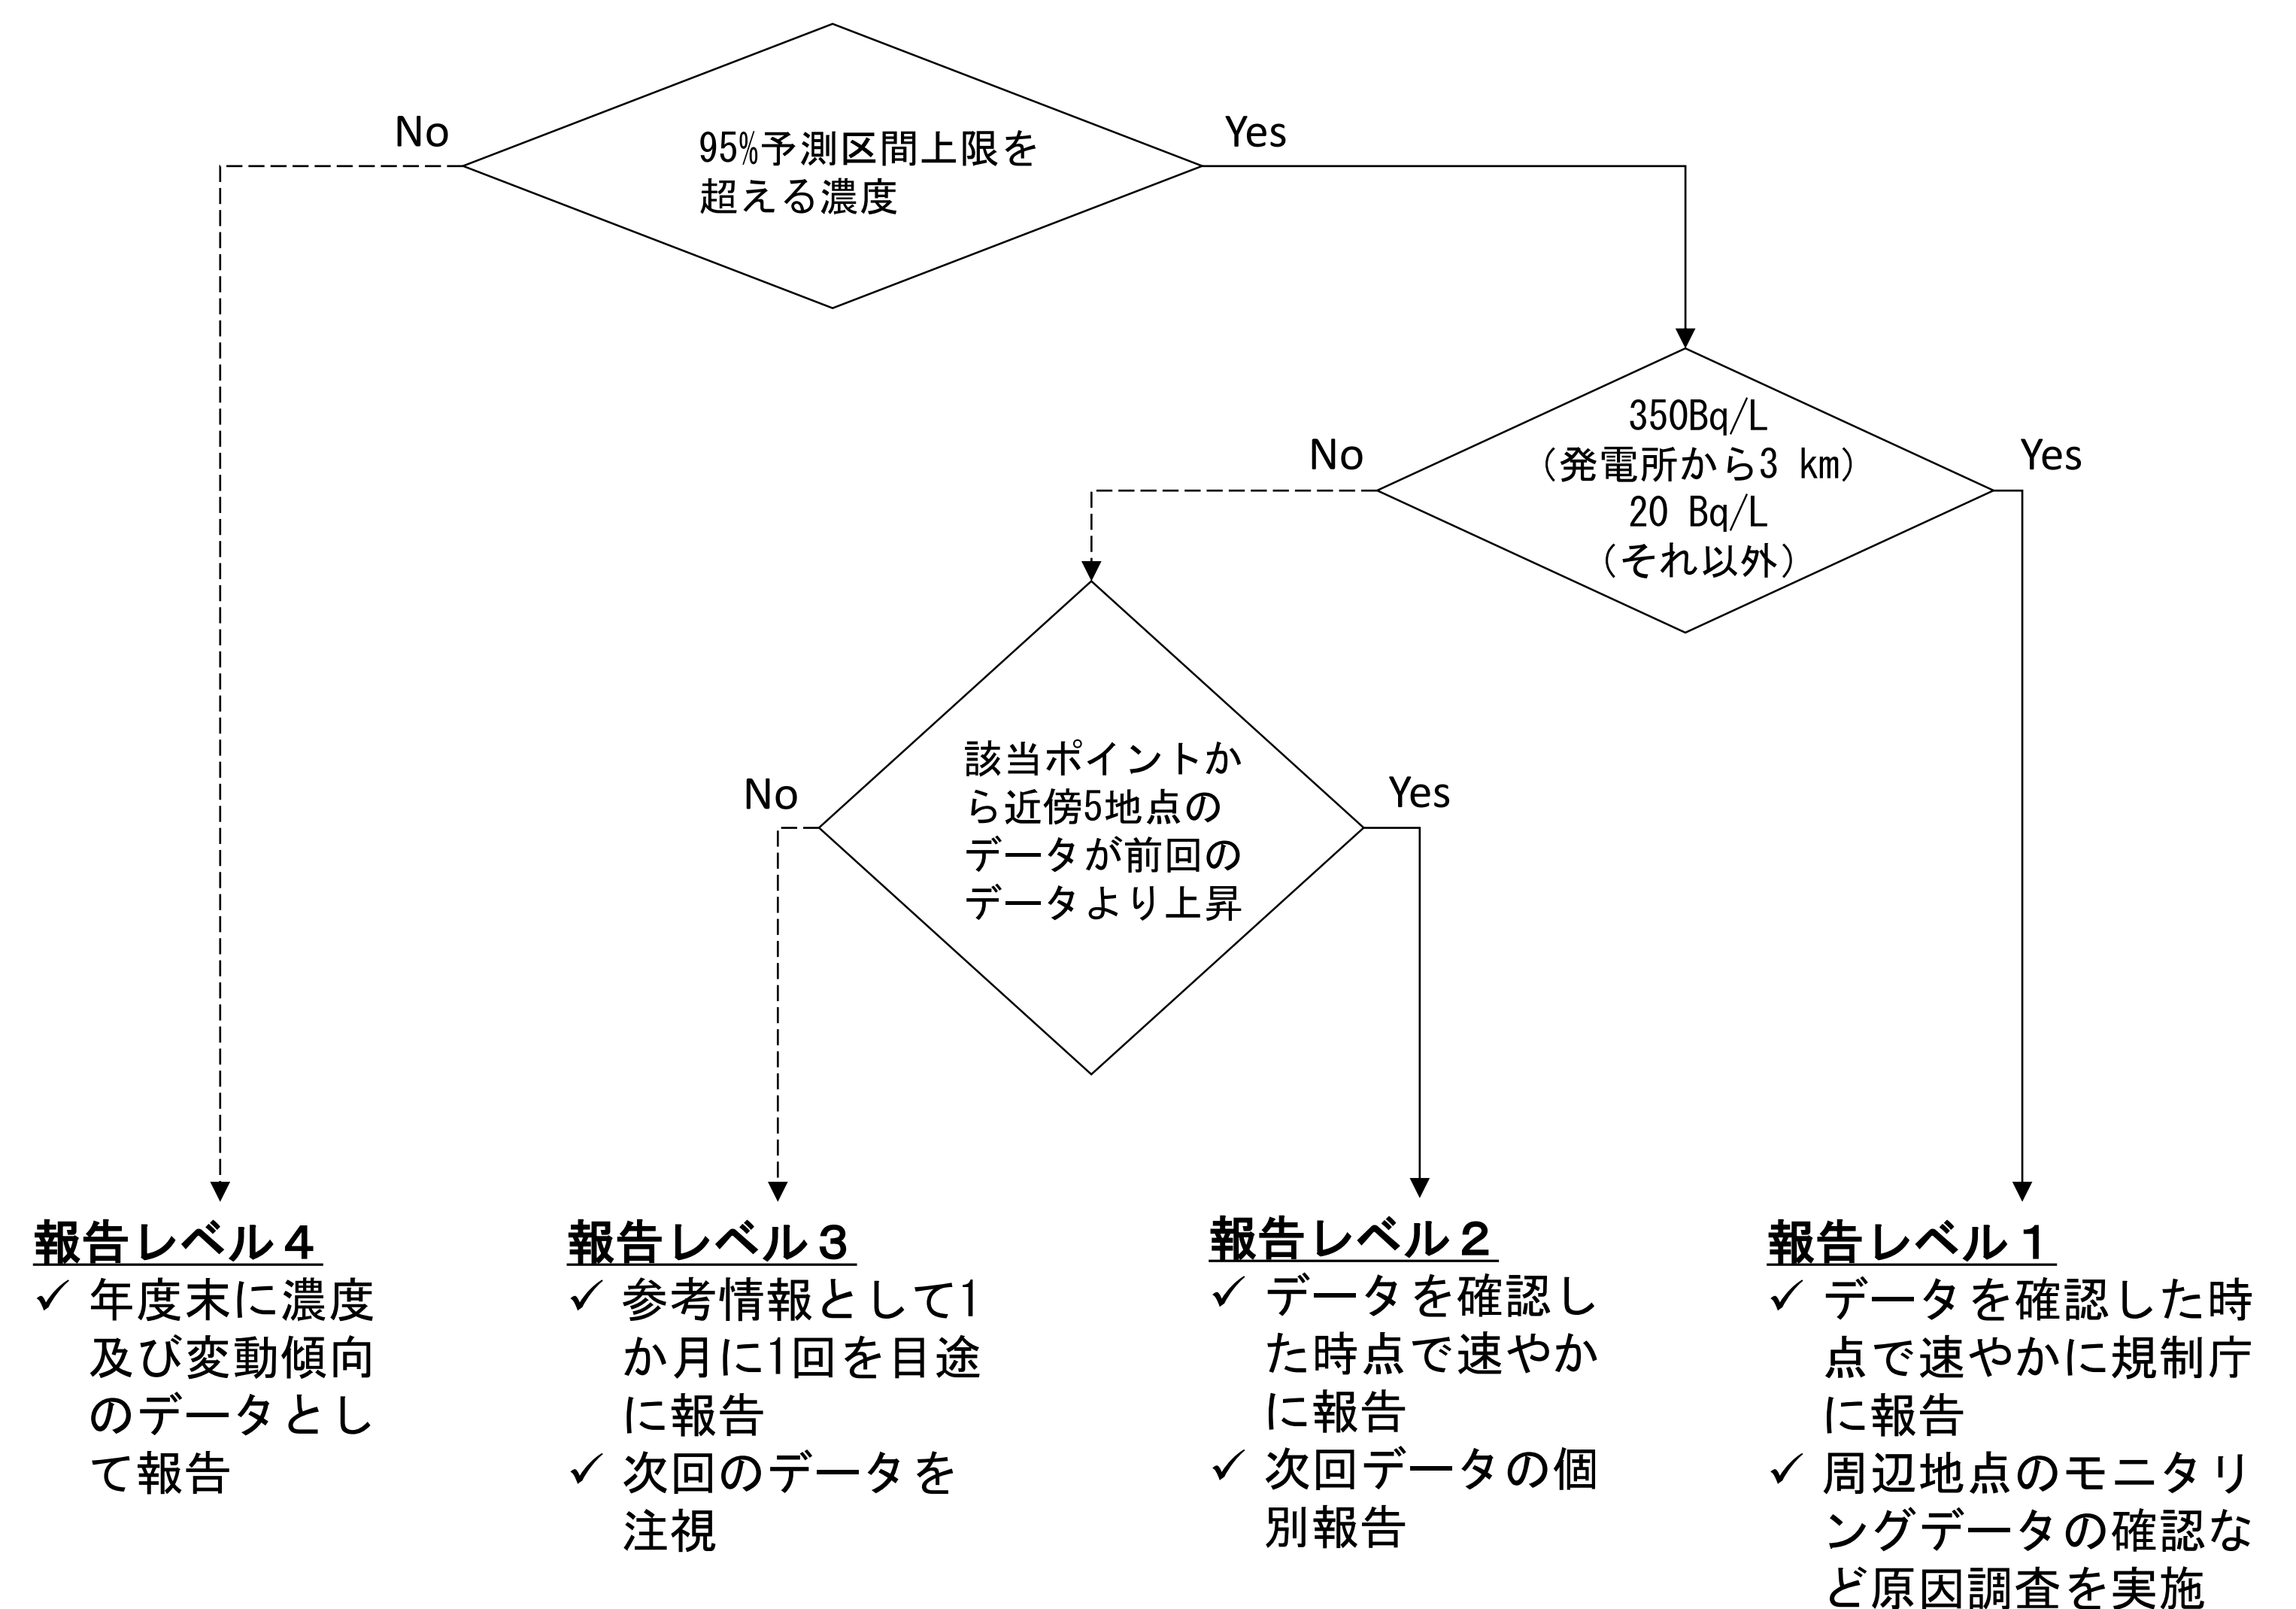 No
95%予測区間上限を
超える濃度
Yes
No
350Bq/L
(発電所から3 km)
20 Bq/L
(それ以外)
Yes
No
該当ポイントか
ら近傍5地点の
データが前回の
データより上昇
Yes
報告レベル４
✓ 年度末に濃度
及び変動傾向
のデータとし
て報告
報告レベル３
✓ 参考情報として1
か月に1回を目途
に報告
✓ 次回のデータを
注視
報告レベル２
✓ データを確認し
た時点で速やか
に報告
✓ 次回データの個
別報告
報告レベル１
✓ データを確認した時
点で速やかに規制庁
に報告
✓ 周辺地点のモニタリ
ングデータの確認な
ど原因調査を実施